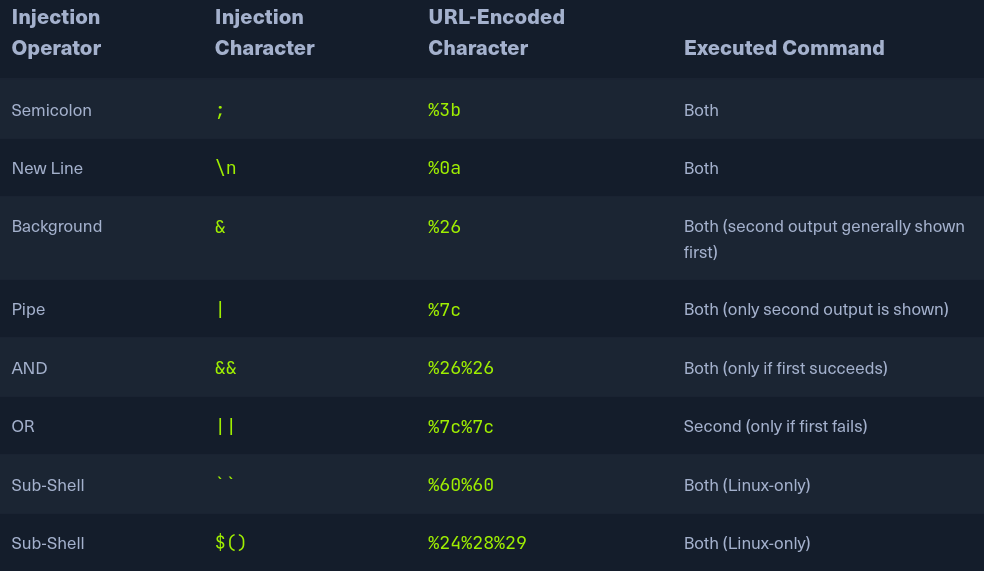 Injection Operator | Injection Character | URL-Encoded Character | Executed Command
Semicolon | ; | %3b | Both
New Line | \n | %0a | Both
Background | & | %26 | Both (second output generally shown first)
Pipe | | | %7c | Both (only second output is shown)
AND | && | %26%26 | Both (only if first succeeds)
OR | || | %7c%7c | Second (only if first fails)
Sub-Shell | `` | %60%60 | Both (Linux-only)
Sub-Shell | $() | %24%28%29 | Both (Linux-only)